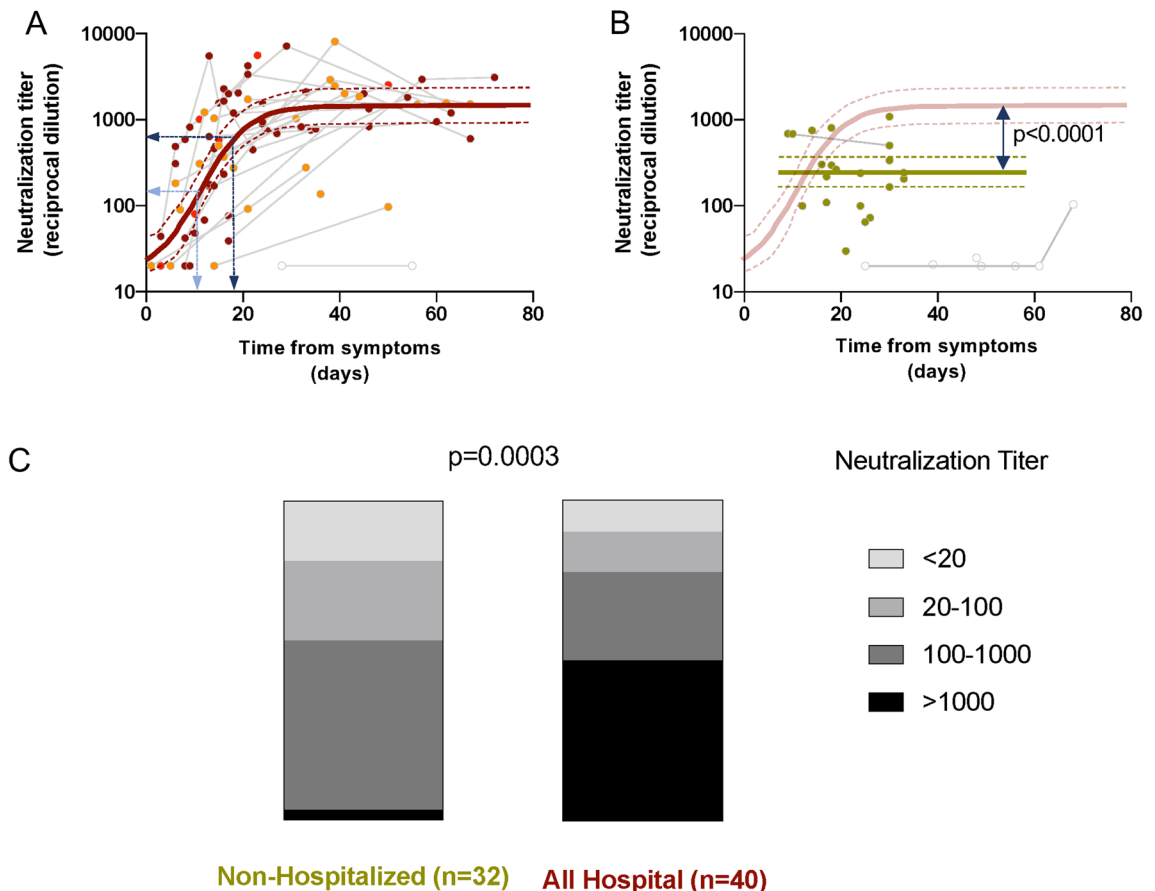 A
Neutralization titer
(reciprocal dilution)
10000
1000
100
10
0
20
40
60
80
Time from symptoms
(days)
B
Neutralization titer
(reciprocal dilution)
10000
1000
100
10
p<0.0001
0
20
40
60
80
Time from symptoms
(days)
C
p=0.0003
Neutralization Titer
<20
20-100
100-1000
>1000
Non-Hospitalized (n=32)
All Hospital (n=40)